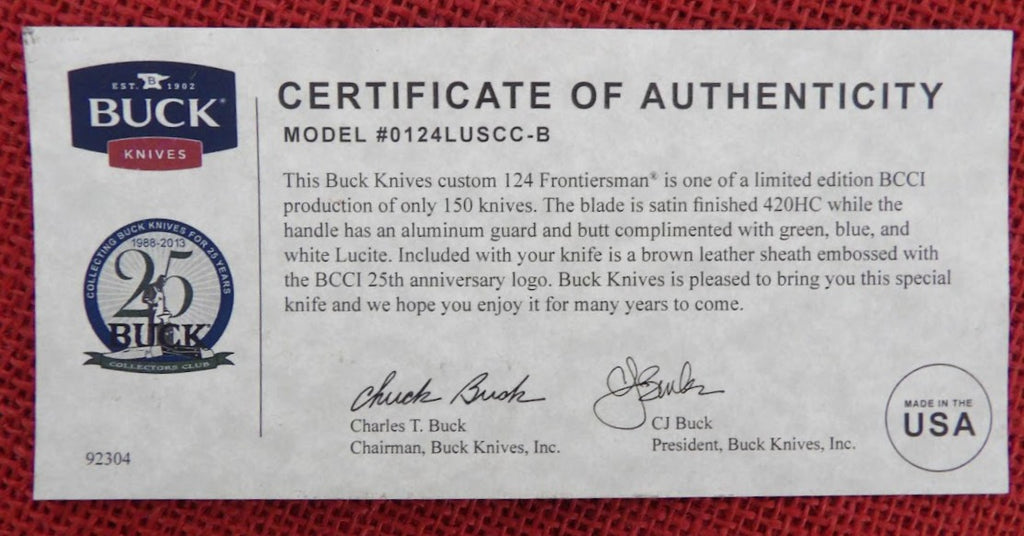 EST. B 1902
BUCK®
KNIVES
COLLECTING BUCK KNIVES FOR 25 YEARS
1988-2013
25
BUCK
COLLECTORS CLUB
92304
CERTIFICATE OF AUTHENTICITY
MODEL #0124LUSCC-B
This Buck Knives custom 124 Frontiersman® is one of a limited edition BCCI
production of only 150 knives. The blade is satin finished 420HC while the
handle has an aluminum guard and butt complimented with green, blue, and
white Lucite. Included with your knife is a brown leather sheath embossed with
the BCCI 25th anniversary logo. Buck Knives is pleased to bring you this special
knife and we hope you enjoy it for many years to come.
Chuck Buck
Charles T. Buck
Chairman, Buck Knives, Inc.
CJ Buck
CJ Buck
President, Buck Knives, Inc.
MADE IN THE
USA